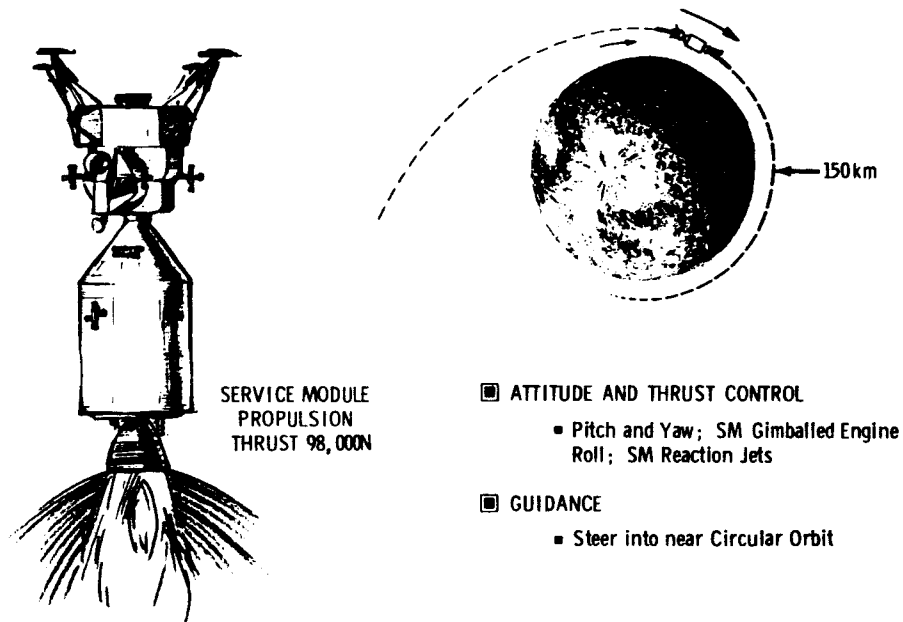 150km
SERVICE MODULE
PROPULSION
THRUST 98,000N
ATTITUDE AND THRUST CONTROL
Pitch and Yaw; SM Gimballed Engine
Roll; SM Reaction Jets
GUIDANCE
Steer into near Circular Orbit